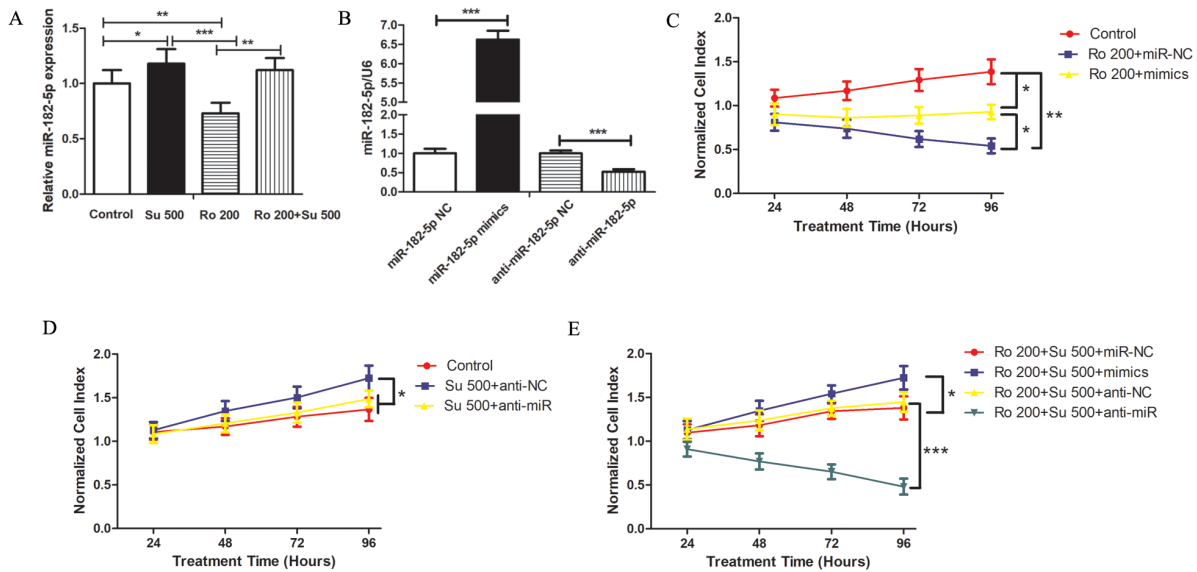 A
Relative miR-182-5p expression
1.5
1.0
0.5
0.0
**
*
***
**
Control
Su 500
Ro 200
Ro 200+Su 500
B
miR-182-5p/U6
7.0
6.5
6.0
5.5
5.0
1.5
1.0
0.5
0.0
***
***
miR-182-5p NC
miR-182-5p mimics
anti-miR-182-5p NC
anti-miR-182-5p
C
Normalized Cell Index
2.0
1.5
1.0
0.5
0.0
24
48
72
96
Treatment Time (Hours)
Control
Ro 200+miR-NC
Ro 200+mimics
*
*
**
D
Normalized Cell Index
2.0
1.5
1.0
0.5
0.0
24
48
72
96
Treatment Time (Hours)
Control
Su 500+anti-NC
Su 500+anti-miR
*
E
Normalized Cell Index
2.0
1.5
1.0
0.5
0.0
24
48
72
96
Treatment Time (Hours)
Ro 200+Su 500+miR-NC
Ro 200+Su 500+mimics
Ro 200+Su 500+anti-NC
Ro 200+Su 500+anti-miR
*
***